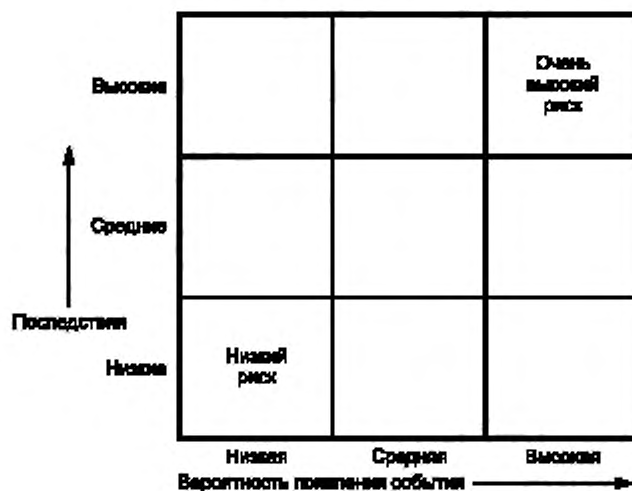 Высокие
Очень
высокий
риск
Средние
Последствия
Низкие
Низкий
риск
Низкая
Средняя
Высокая
Вероятность появления события